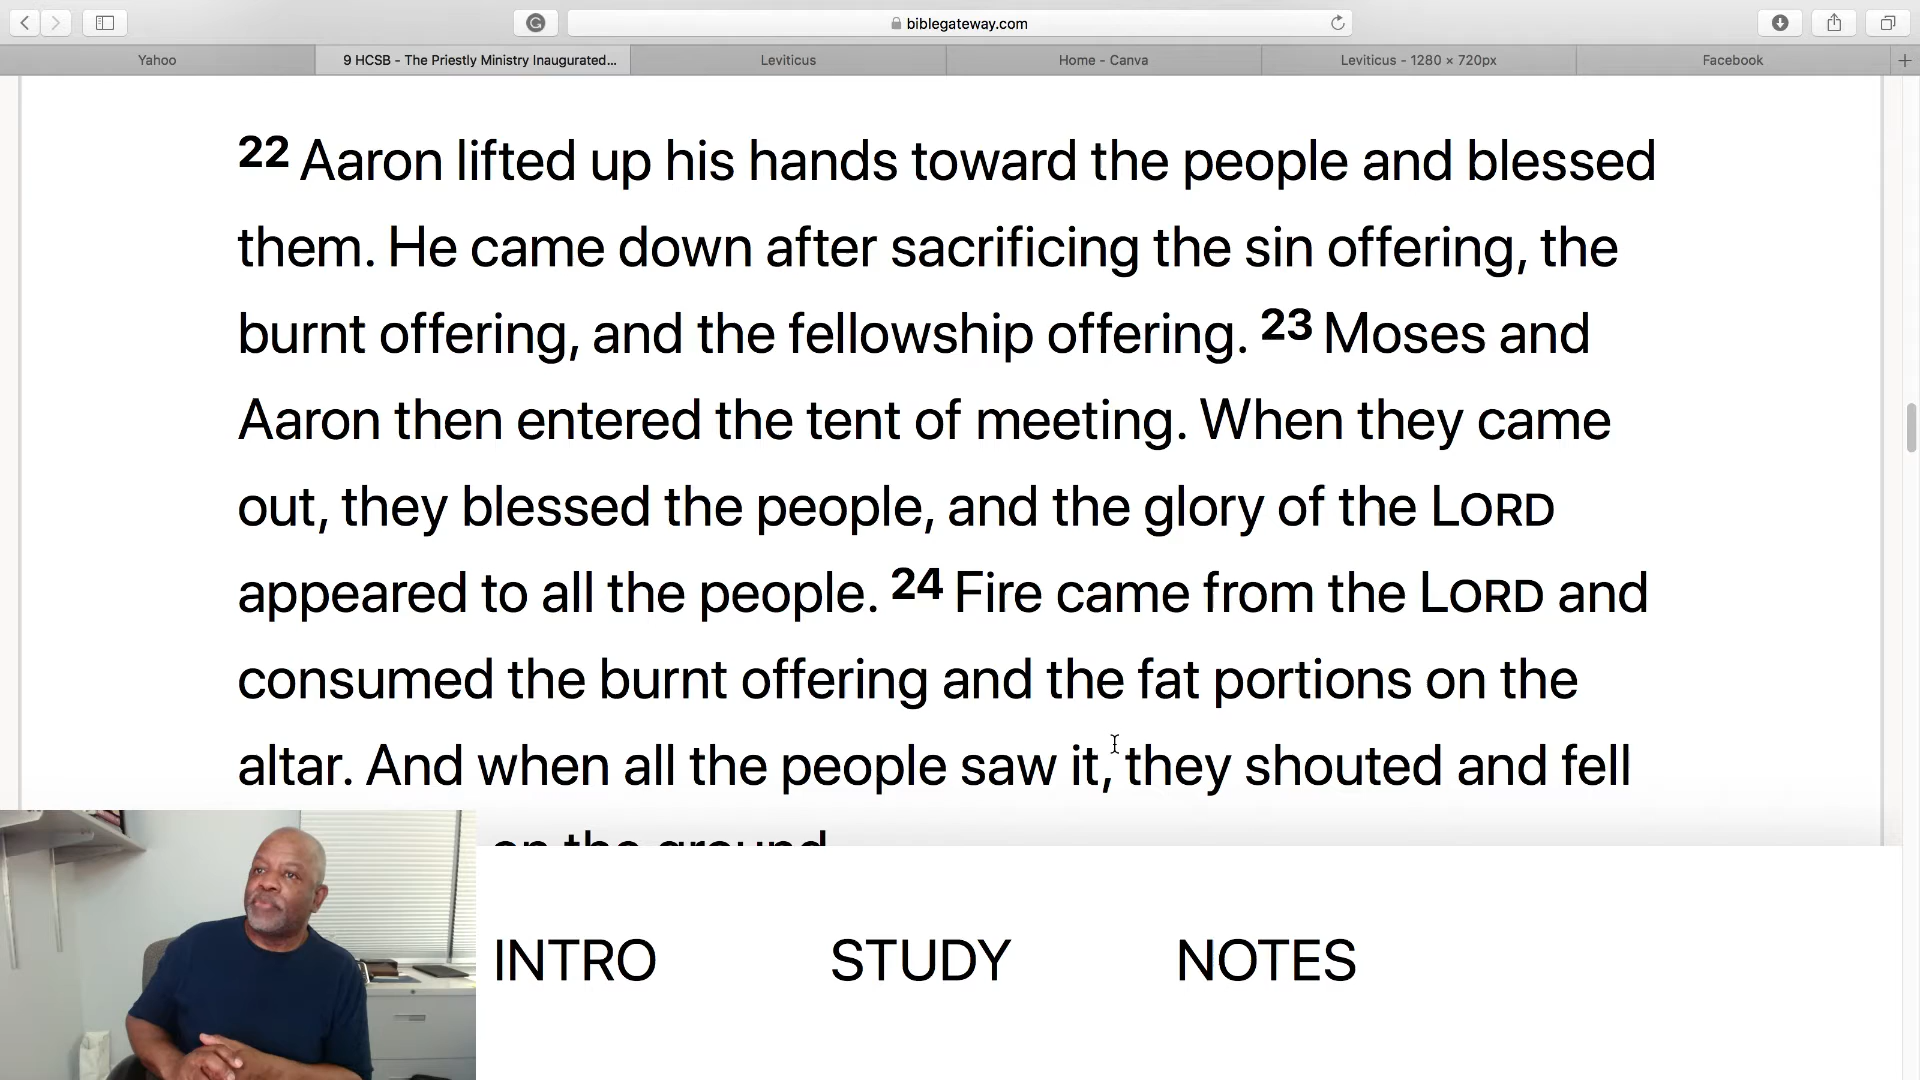 biblegateway.com
Yahoo
9 HCSB - The Priestly Ministry Inaugurated...
Leviticus
Home - Canva
Leviticus - 1280 × 720px
Facebook
22 Aaron lifted up his hands toward the people and blessed
them. He came down after sacrificing the sin offering, the
burnt offering, and the fellowship offering. 23 Moses and
Aaron then entered the tent of meeting. When they came
out, they blessed the people, and the glory of the LORD
appeared to all the people. 24 Fire came from the LORD and
consumed the burnt offering and the fat portions on the
altar. And when all the people saw it, they shouted and fell
on the ground
INTRO
STUDY
NOTES